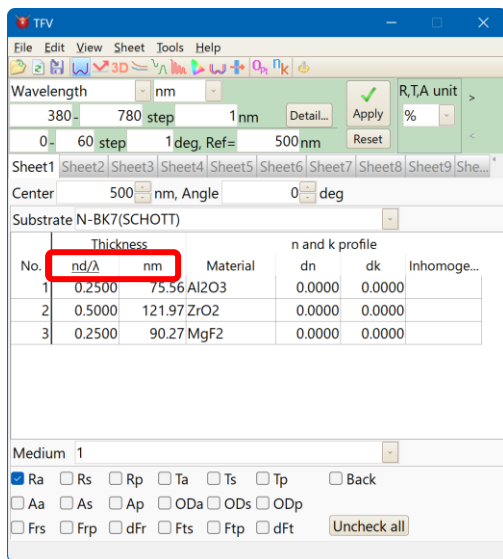 TFV
File Edit View Sheet Tools Help
3D Opt nk
Wavelength nm R,T,A unit >
380 - 780 step 1 nm Detail... Apply % <
0 - 60 step 1 deg, Ref= 500 nm Reset
Sheet1 Sheet2 Sheet3 Sheet4 Sheet5 Sheet6 Sheet7 Sheet8 Sheet9 She...
Center 500 nm, Angle 0 deg
Substrate N-BK7(SCHOTT)
Thickness n and k profile
No. nd/λ nm Material dn dk Inhomoge...
1 0.2500 75.56 Al2O3 0.0000 0.0000
2 0.5000 121.97 ZrO2 0.0000 0.0000
3 0.2500 90.27 MgF2 0.0000 0.0000
Medium 1
Ra Rs Rp Ta Ts Tp Back
Aa As Ap ODa ODs ODp
Frs Frp dFr Fts Ftp dFt Uncheck all